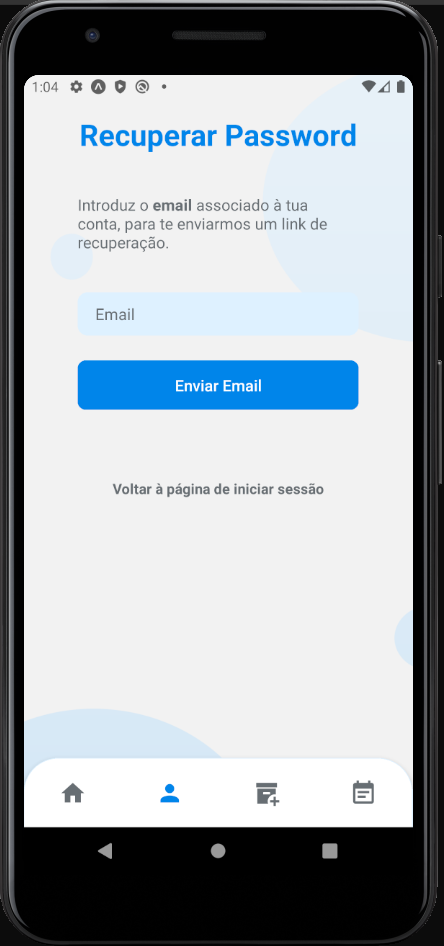 1:04
Recuperar Password
Introduz o email associado à tua
conta, para te enviarmos um link de
recuperação.
Email
Enviar Email
Voltar à página de iniciar sessão